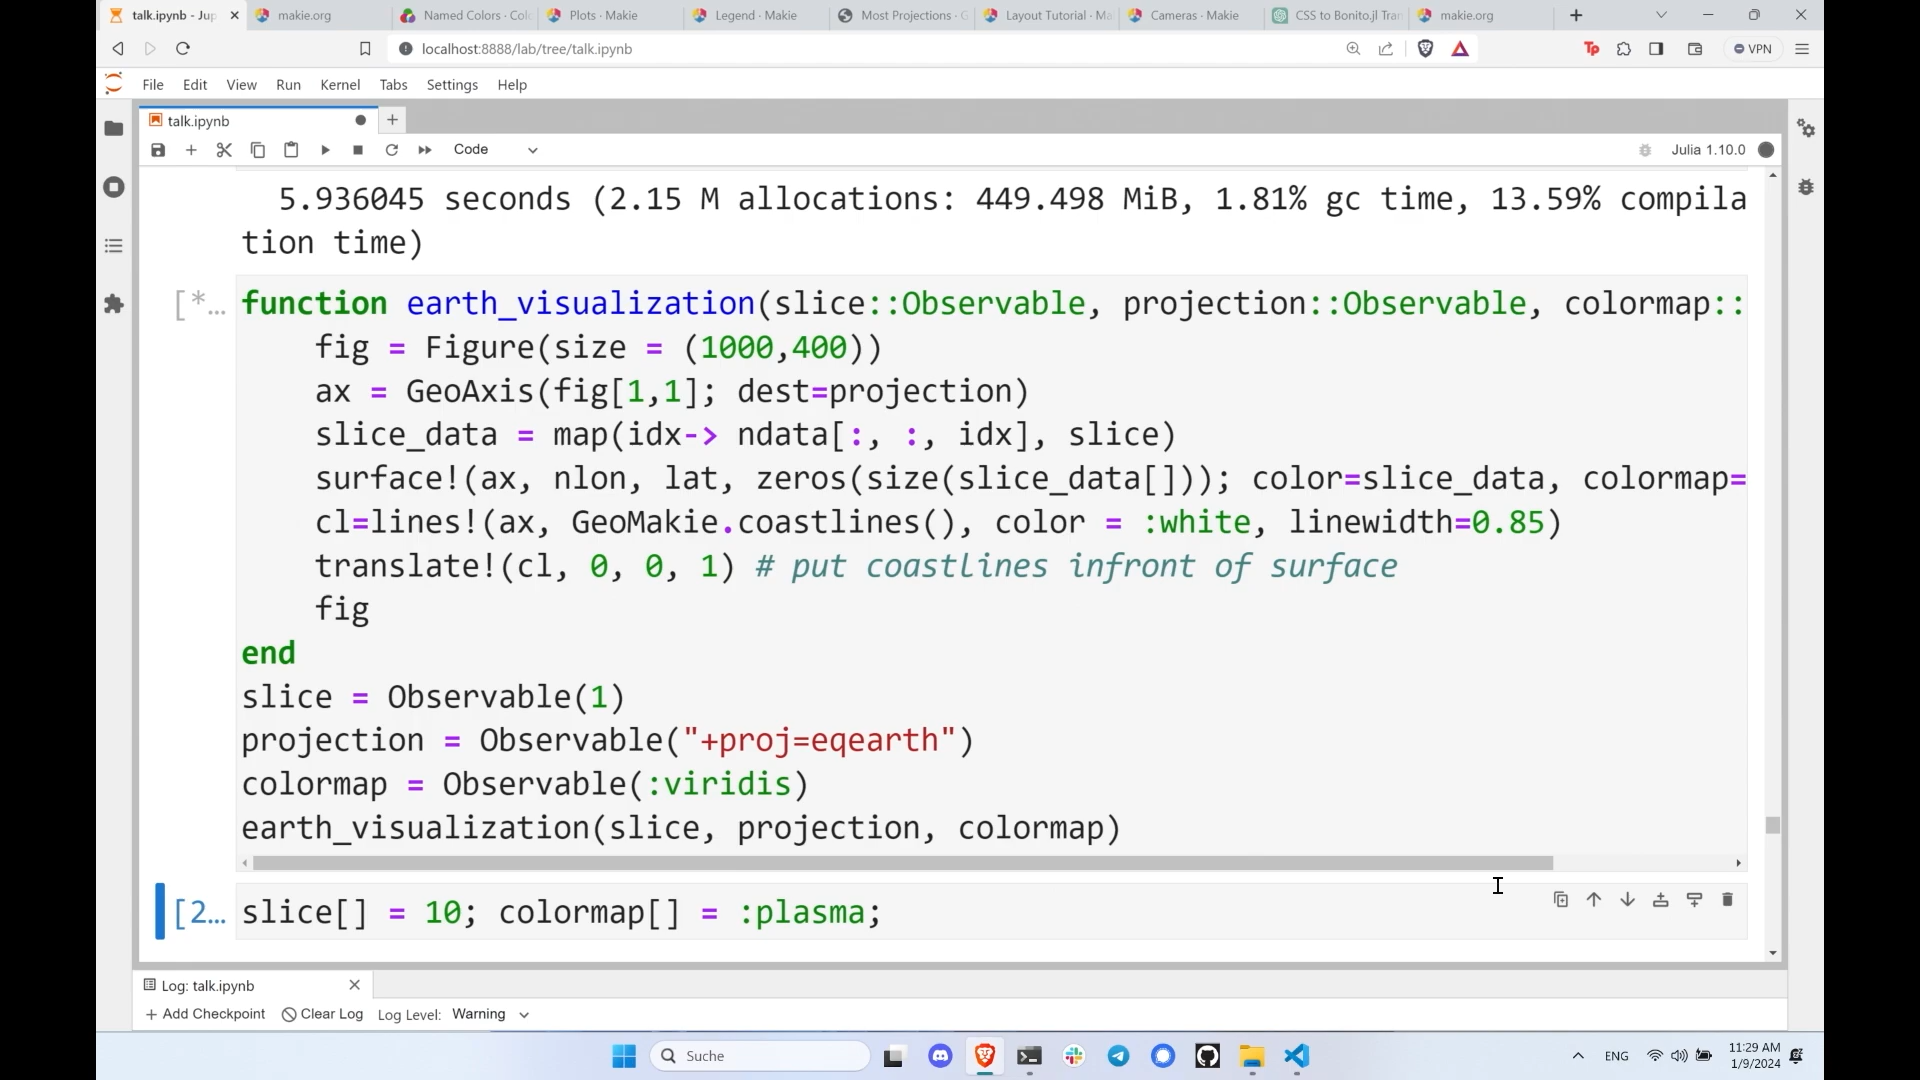 talk.ipynb - Jup
makie.org
Named Colors · Col
Plots · Makie
Legend · Makie
Most Projections · G
Layout Tutorial · Ma
Cameras · Makie
CSS to Bonito.jl Tran
makie.org
localhost:8888/lab/tree/talk.ipynb
VPN
File Edit View Run Kernel Tabs Settings Help
talk.ipynb
Code
Julia 1.10.0
5.936045 seconds (2.15 M allocations: 449.498 MiB, 1.81% gc time, 13.59% compila
tion time)
[*…
function earth_visualization(slice::Observable, projection::Observable, colormap::
fig = Figure(size = (1000,400))
ax = GeoAxis(fig[1,1]; dest=projection)
slice_data = map(idx-> ndata[:, :, idx], slice)
surface!(ax, nlon, lat, zeros(size(slice_data[])); color=slice_data, colormap=
cl=lines!(ax, GeoMakie.coastlines(), color = :white, linewidth=0.85)
translate!(cl, 0, 0, 1) # put coastlines infront of surface
fig
end
slice = Observable(1)
projection = Observable("+proj=eqearth")
colormap = Observable(:viridis)
earth_visualization(slice, projection, colormap)
[2…
slice[] = 10; colormap[] = :plasma;
Log: talk.ipynb
+ Add Checkpoint Clear Log Log Level: Warning
Suche
ENG
11:29 AM
1/9/2024